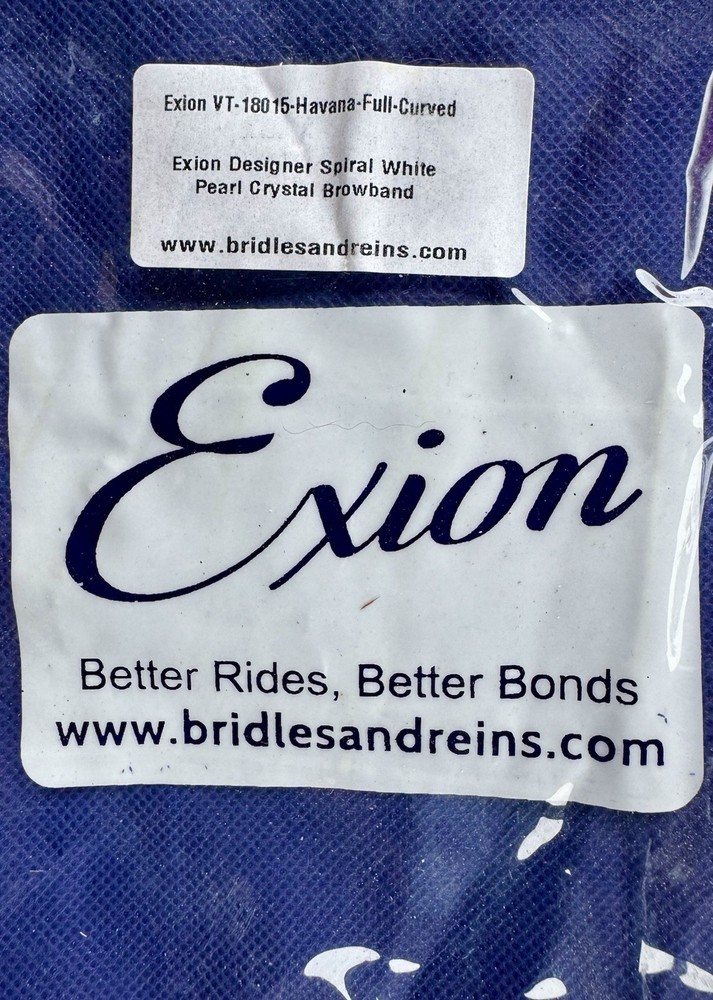 Exion VT-18015-Havana-Full-Curved
Exion Designer Spiral White
Pearl Crystal Browband
www.bridlesandreins.com
Exion
Better Rides, Better Bonds
www.bridlesandreins.com